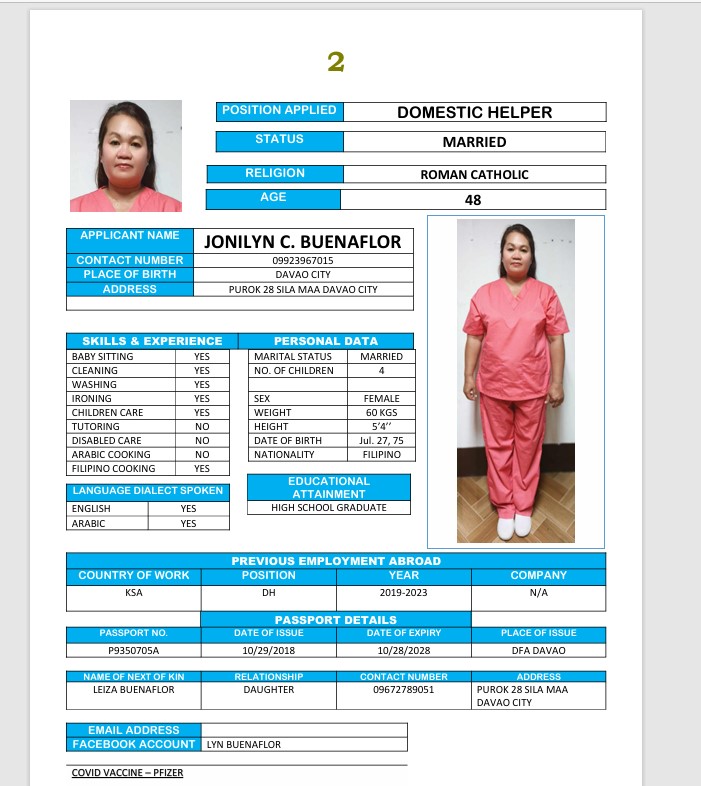 2
POSITION APPLIED DOMESTIC HELPER
STATUS MARRIED
RELIGION ROMAN CATHOLIC
AGE 48
APPLICANT NAME JONILYN C. BUENAFLOR
CONTACT NUMBER 09923967015
PLACE OF BIRTH DAVAO CITY
ADDRESS PUROK 28 SILA MAA DAVAO CITY
SKILLS & EXPERIENCE
BABY SITTING YES
CLEANING YES
WASHING YES
IRONING YES
CHILDREN CARE YES
TUTORING NO
DISABLED CARE NO
ARABIC COOKING NO
FILIPINO COOKING YES
PERSONAL DATA
MARITAL STATUS MARRIED
NO. OF CHILDREN 4
SEX FEMALE
WEIGHT 60 KGS
HEIGHT 5’4’’
DATE OF BIRTH Jul. 27, 75
NATIONALITY FILIPINO
LANGUAGE DIALECT SPOKEN
ENGLISH YES
ARABIC YES
EDUCATIONAL
ATTAINMENT
HIGH SCHOOL GRADUATE
PREVIOUS EMPLOYMENT ABROAD
COUNTRY OF WORK POSITION YEAR COMPANY
KSA DH 2019-2023 N/A
PASSPORT DETAILS
PASSPORT NO. DATE OF ISSUE DATE OF EXPIRY PLACE OF ISSUE
P9350705A 10/29/2018 10/28/2028 DFA DAVAO
NAME OF NEXT OF KIN RELATIONSHIP CONTACT NUMBER ADDRESS
LEIZA BUENAFLOR DAUGHTER 09672789051 PUROK 28 SILA MAA
DAVAO CITY
EMAIL ADDRESS
FACEBOOK ACCOUNT LYN BUENAFLOR
COVID VACCINE – PFIZER